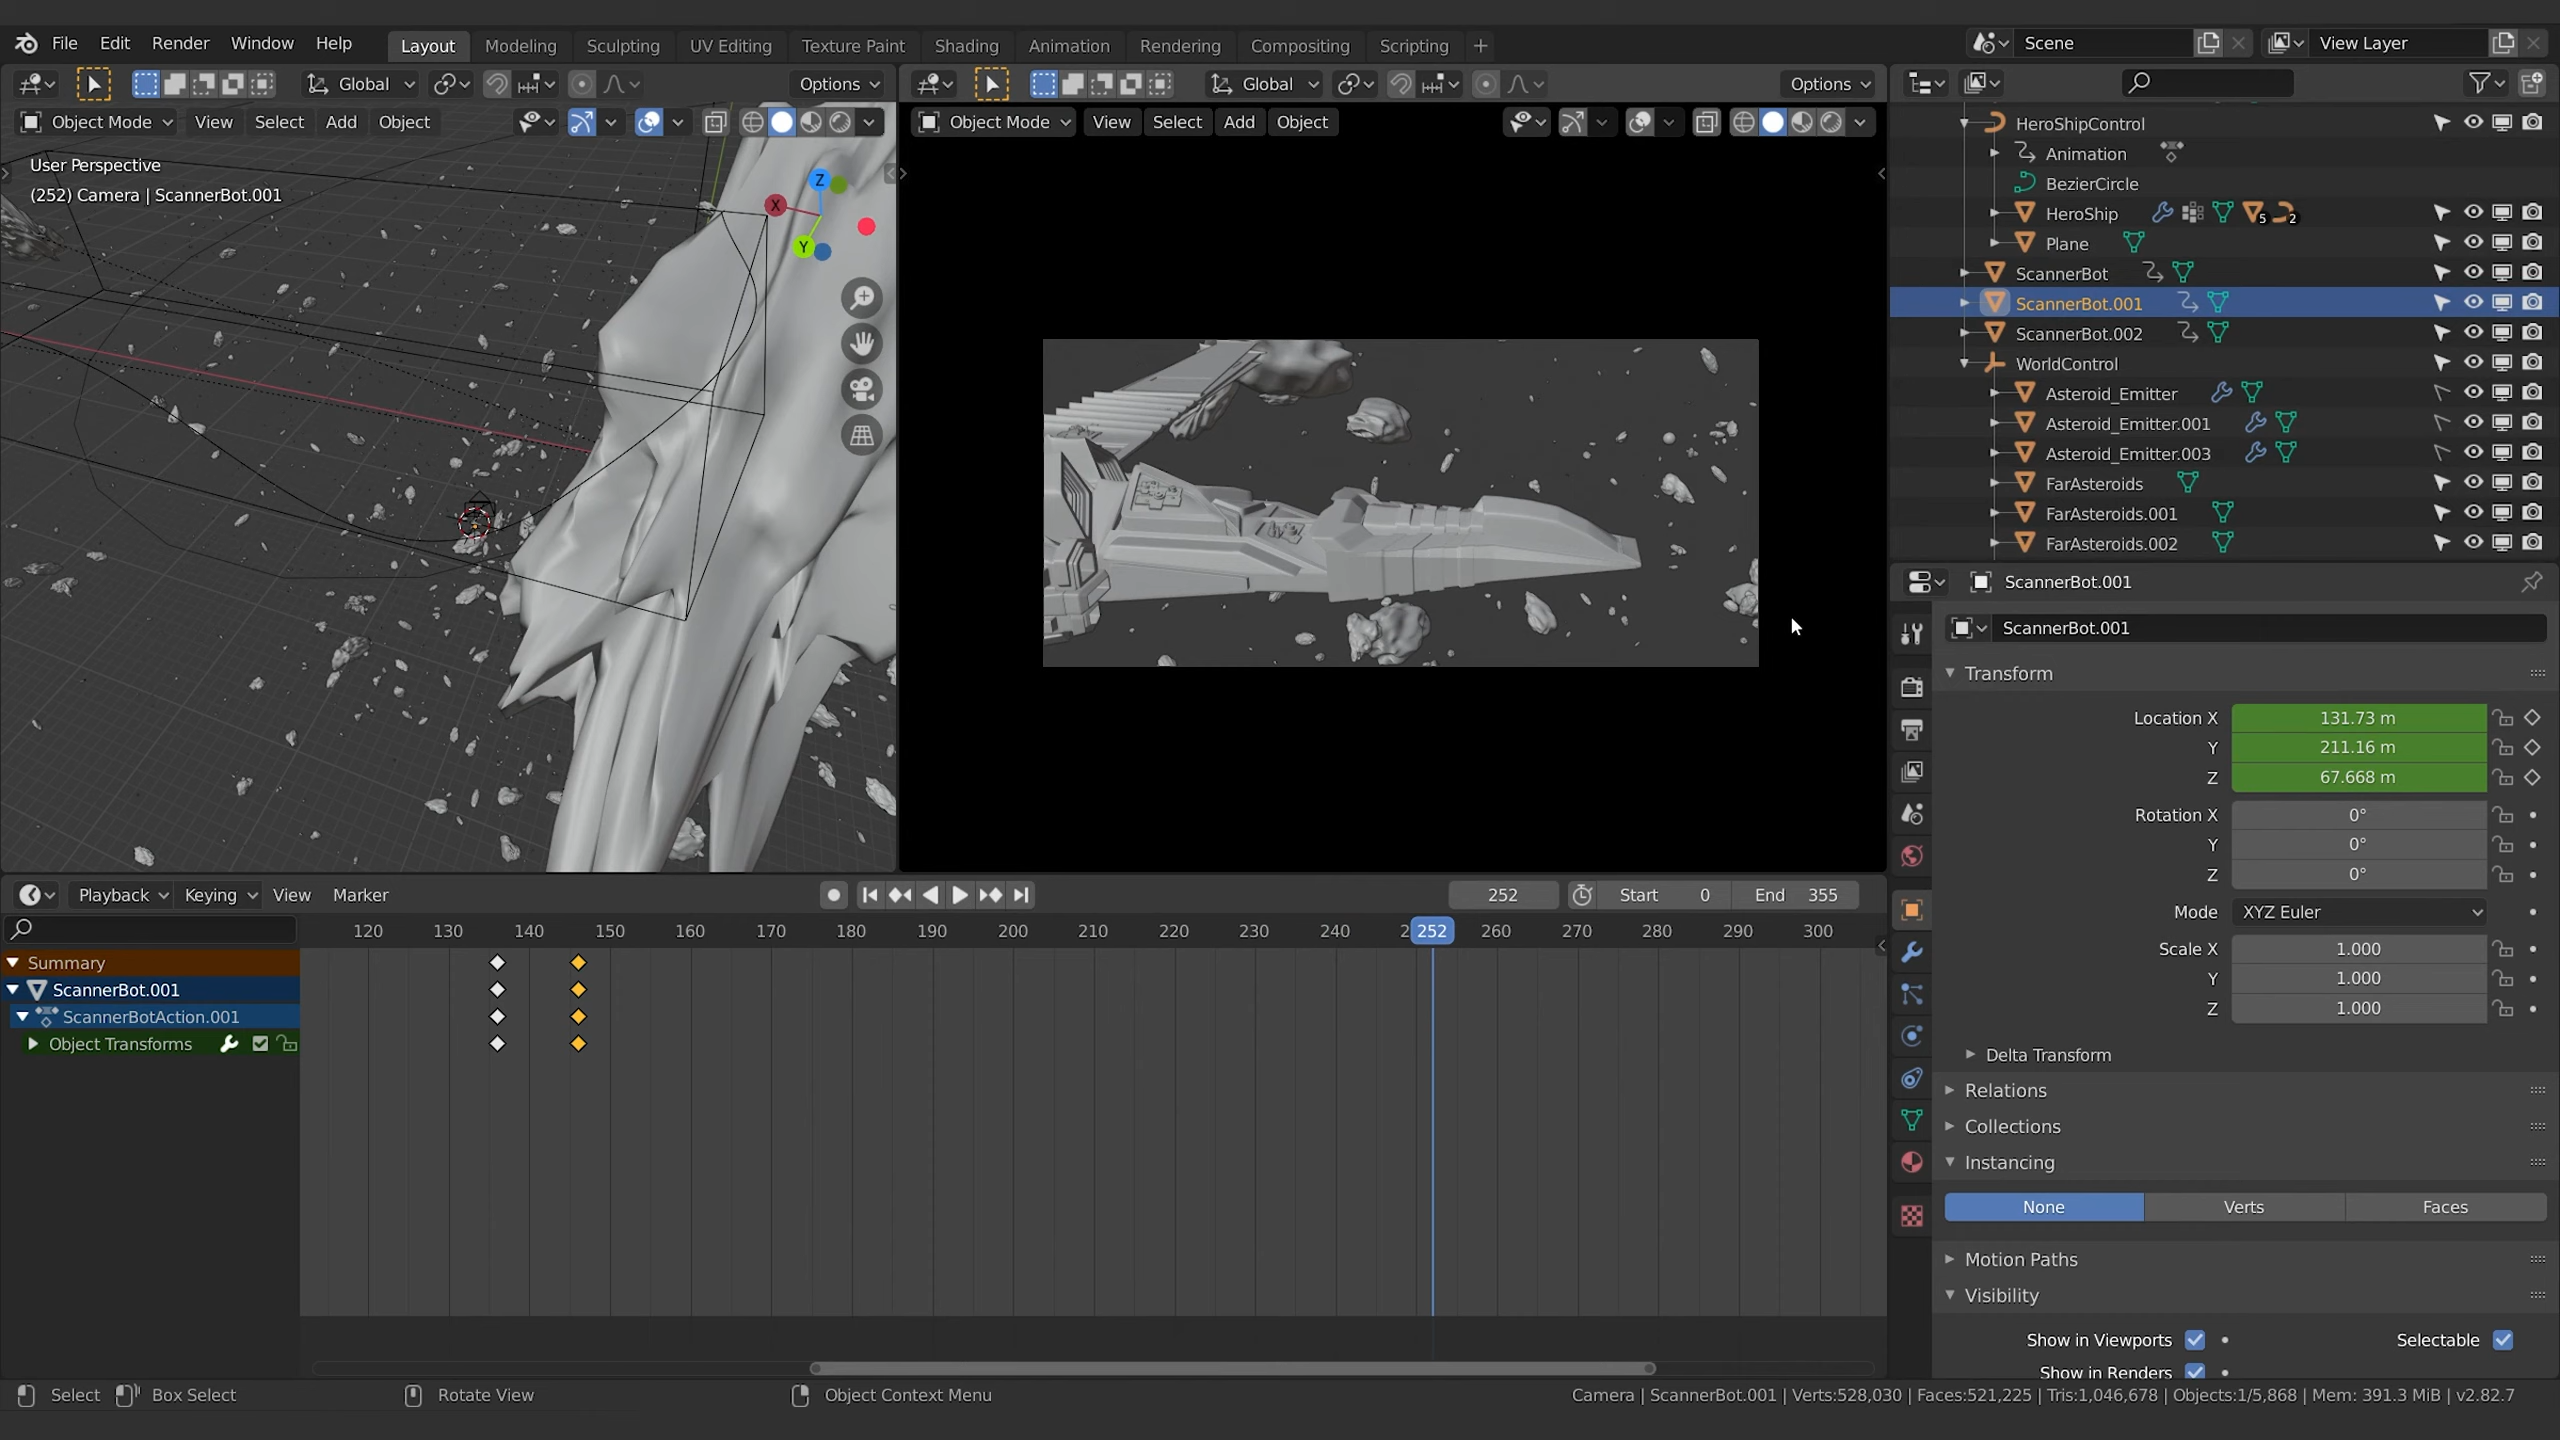 File Edit Render Window Help Layout Modeling Sculpting UV Editing Texture Paint Shading Animation Rendering Compositing Scripting + Scene View Layer
Global Options Global Options
Object Mode View Select Add Object Object Mode View Select Add Object
User Perspective
(252) Camera | ScannerBot.001
Z
X
Y
HeroShipControl
Animation
BezierCircle
HeroShip 5 2
Plane
ScannerBot
ScannerBot.001
ScannerBot.002
WorldControl
Asteroid_Emitter
Asteroid_Emitter.001
Asteroid_Emitter.003
FarAsteroids
FarAsteroids.001
FarAsteroids.002
ScannerBot.001
ScannerBot.001
Transform
Location X 131.73 m
Y 211.16 m
Z 67.668 m
Rotation X 0°
Y 0°
Z 0°
Mode XYZ Euler
Scale X 1.000
Y 1.000
Z 1.000
Delta Transform
Relations
Collections
Instancing
None Verts Faces
Motion Paths
Visibility
Show in Viewports Selectable
Show in Renders
Playback Keying View Marker 252 Start 0 End 355
120 130 140 150 160 170 180 190 200 210 220 230 240 2 252 260 270 280 290 300
Summary
ScannerBot.001
ScannerBotAction.001
Object Transforms
Select Box Select Rotate View Object Context Menu Camera | ScannerBot.001 | Verts:528,030 | Faces:521,225 | Tris:1,046,678 | Objects:1/5,868 | Mem: 391.3 MiB | v2.82.7